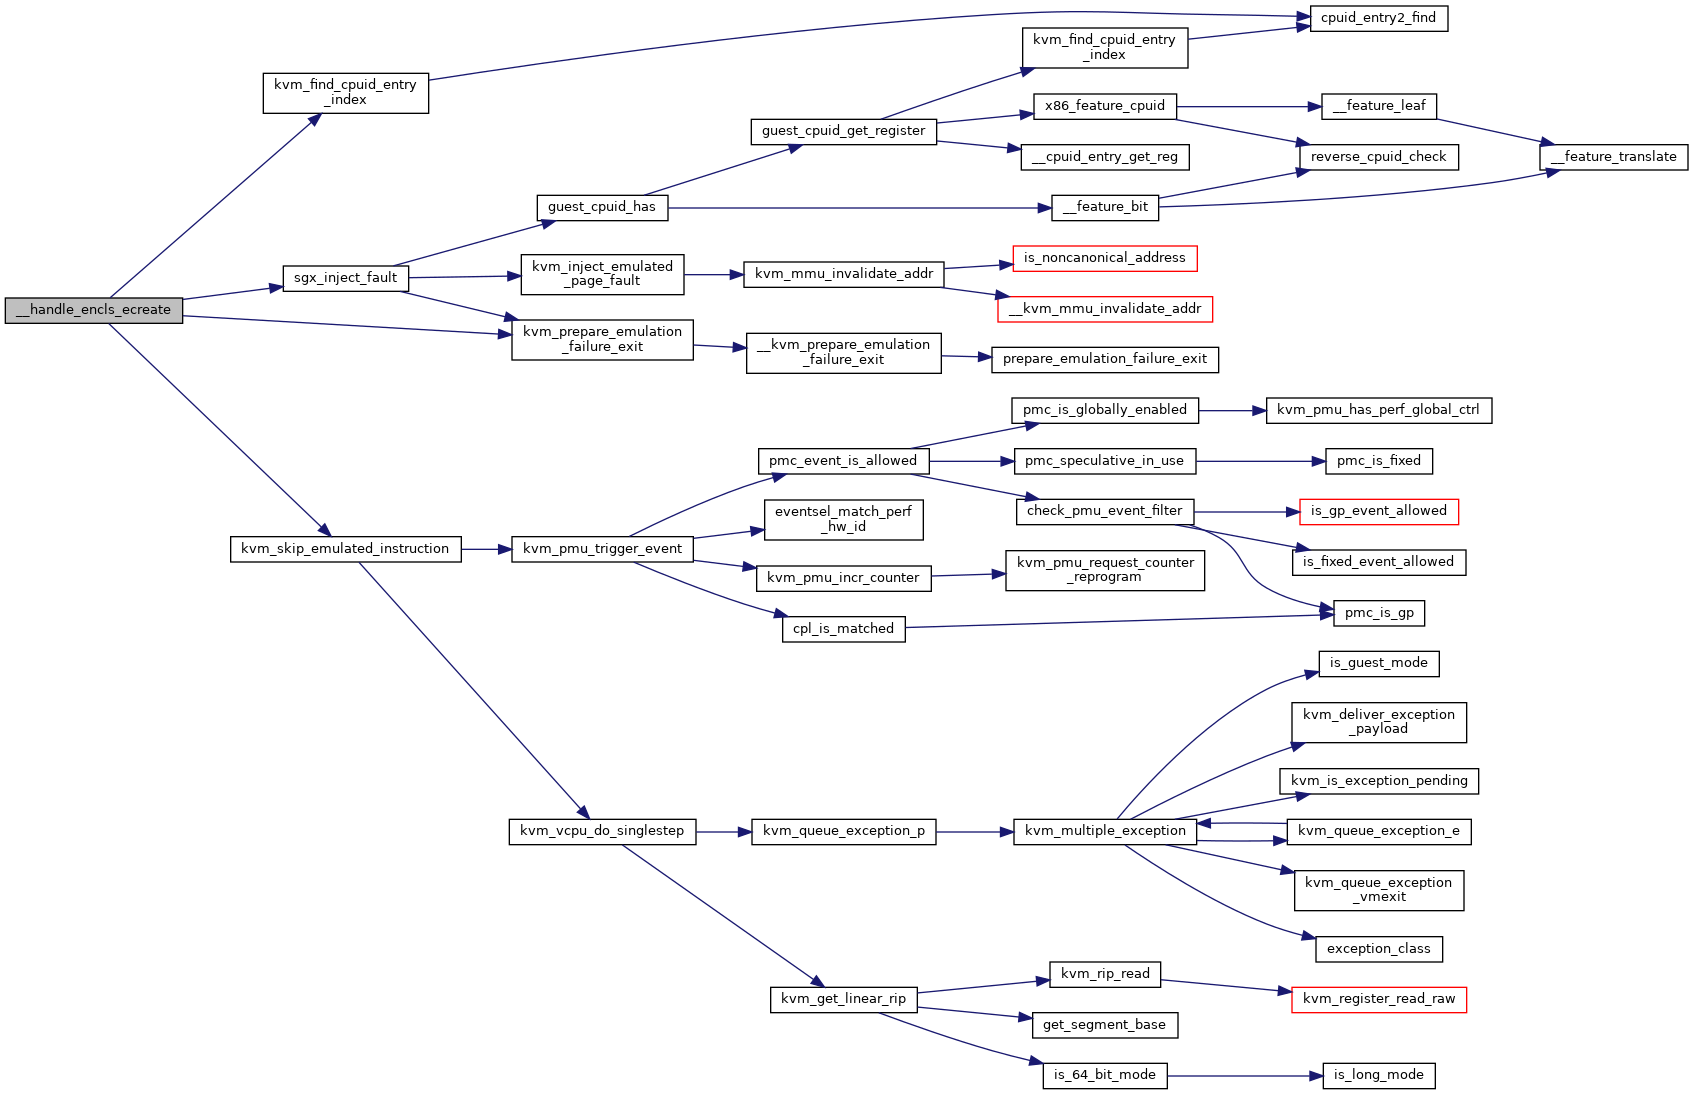 cpuid_entry2_find
kvm_find_cpuid_entry
_index
kvm_find_cpuid_entry
_index
x86_feature_cpuid
__feature_leaf
guest_cpuid_get_register
__cpuid_entry_get_reg
reverse_cpuid_check
__feature_translate
guest_cpuid_has
__feature_bit
sgx_inject_fault
kvm_inject_emulated
_page_fault
kvm_mmu_invalidate_addr
is_noncanonical_address
__handle_encls_ecreate
__kvm_mmu_invalidate_addr
kvm_prepare_emulation
_failure_exit
__kvm_prepare_emulation
_failure_exit
prepare_emulation_failure_exit
pmc_is_globally_enabled
kvm_pmu_has_perf_global_ctrl
pmc_event_is_allowed
pmc_speculative_in_use
pmc_is_fixed
eventsel_match_perf
_hw_id
check_pmu_event_filter
is_gp_event_allowed
kvm_skip_emulated_instruction
kvm_pmu_trigger_event
is_fixed_event_allowed
kvm_pmu_incr_counter
kvm_pmu_request_counter
_reprogram
cpl_is_matched
pmc_is_gp
is_guest_mode
kvm_deliver_exception
_payload
kvm_is_exception_pending
kvm_vcpu_do_singlestep
kvm_queue_exception_p
kvm_multiple_exception
kvm_queue_exception_e
kvm_queue_exception
_vmexit
exception_class
kvm_rip_read
kvm_get_linear_rip
kvm_register_read_raw
get_segment_base
is_64_bit_mode
is_long_mode